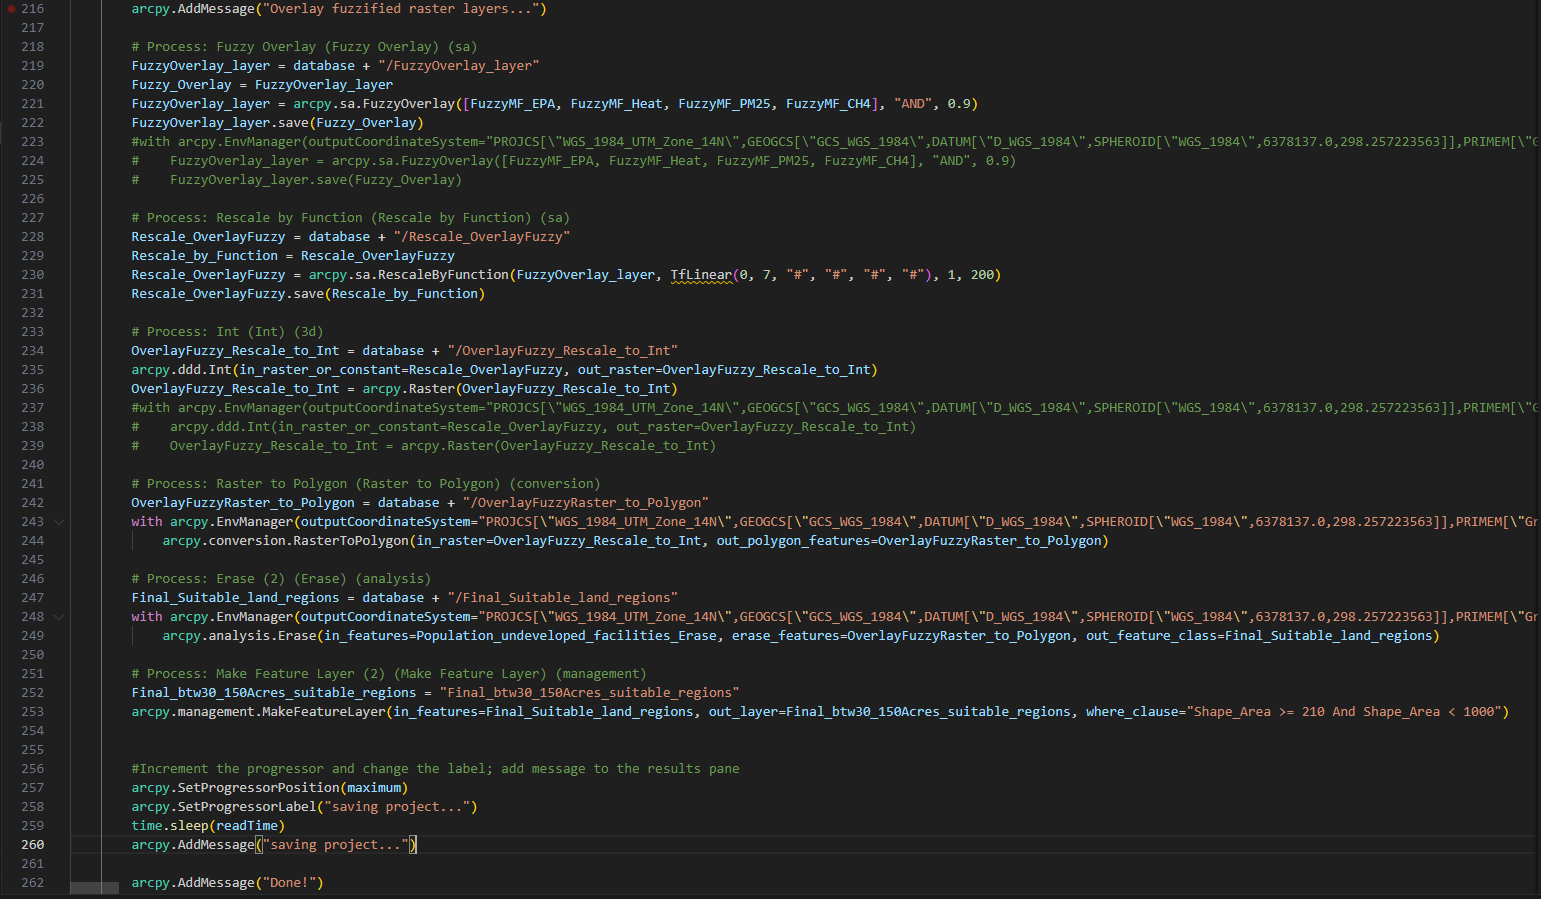 216 arcpy.AddMessage("Overlay fuzzified raster layers...")
217
218 # Process: Fuzzy Overlay (Fuzzy Overlay) (sa)
219 FuzzyOverlay_layer = database + "/FuzzyOverlay_layer"
220 Fuzzy_Overlay = FuzzyOverlay_layer
221 FuzzyOverlay_layer = arcpy.sa.FuzzyOverlay([FuzzyMF_EPA, FuzzyMF_Heat, FuzzyMF_PM25, FuzzyMF_CH4], "AND", 0.9)
222 FuzzyOverlay_layer.save(Fuzzy_Overlay)
223 #with arcpy.EnvManager(outputCoordinateSystem="PROJCS[\"WGS_1984_UTM_Zone_14N\",GEOGCS[\"GCS_WGS_1984\",DATUM[\"D_WGS_1984\",SPHEROID[\"WGS_1984\",6378137.0,298.257223563]],PRIMEM[\"G
224 #    FuzzyOverlay_layer = arcpy.sa.FuzzyOverlay([FuzzyMF_EPA, FuzzyMF_Heat, FuzzyMF_PM25, FuzzyMF_CH4], "AND", 0.9)
225 #    FuzzyOverlay_layer.save(Fuzzy_Overlay)
226
227 # Process: Rescale by Function (Rescale by Function) (sa)
228 Rescale_OverlayFuzzy = database + "/Rescale_OverlayFuzzy"
229 Rescale_by_Function = Rescale_OverlayFuzzy
230 Rescale_OverlayFuzzy = arcpy.sa.RescaleByFunction(FuzzyOverlay_layer, TfLinear(0, 7, "#", "#", "#", "#"), 1, 200)
231 Rescale_OverlayFuzzy.save(Rescale_by_Function)
232
233 # Process: Int (Int) (3d)
234 OverlayFuzzy_Rescale_to_Int = database + "/OverlayFuzzy_Rescale_to_Int"
235 arcpy.ddd.Int(in_raster_or_constant=Rescale_OverlayFuzzy, out_raster=OverlayFuzzy_Rescale_to_Int)
236 OverlayFuzzy_Rescale_to_Int = arcpy.Raster(OverlayFuzzy_Rescale_to_Int)
237 #with arcpy.EnvManager(outputCoordinateSystem="PROJCS[\"WGS_1984_UTM_Zone_14N\",GEOGCS[\"GCS_WGS_1984\",DATUM[\"D_WGS_1984\",SPHEROID[\"WGS_1984\",6378137.0,298.257223563]],PRIMEM[\"G
238 #    arcpy.ddd.Int(in_raster_or_constant=Rescale_OverlayFuzzy, out_raster=OverlayFuzzy_Rescale_to_Int)
239 #    OverlayFuzzy_Rescale_to_Int = arcpy.Raster(OverlayFuzzy_Rescale_to_Int)
240
241 # Process: Raster to Polygon (Raster to Polygon) (conversion)
242 OverlayFuzzyRaster_to_Polygon = database + "/OverlayFuzzyRaster_to_Polygon"
243 with arcpy.EnvManager(outputCoordinateSystem="PROJCS[\"WGS_1984_UTM_Zone_14N\",GEOGCS[\"GCS_WGS_1984\",DATUM[\"D_WGS_1984\",SPHEROID[\"WGS_1984\",6378137.0,298.257223563]],PRIMEM[\"Gr
244     arcpy.conversion.RasterToPolygon(in_raster=OverlayFuzzy_Rescale_to_Int, out_polygon_features=OverlayFuzzyRaster_to_Polygon)
245
246 # Process: Erase (2) (Erase) (analysis)
247 Final_Suitable_land_regions = database + "/Final_Suitable_land_regions"
248 with arcpy.EnvManager(outputCoordinateSystem="PROJCS[\"WGS_1984_UTM_Zone_14N\",GEOGCS[\"GCS_WGS_1984\",DATUM[\"D_WGS_1984\",SPHEROID[\"WGS_1984\",6378137.0,298.257223563]],PRIMEM[\"Gr
249     arcpy.analysis.Erase(in_features=Population_undeveloped_facilities_Erase, erase_features=OverlayFuzzyRaster_to_Polygon, out_feature_class=Final_Suitable_land_regions)
250
251 # Process: Make Feature Layer (2) (Make Feature Layer) (management)
252 Final_btw30_150Acres_suitable_regions = "Final_btw30_150Acres_suitable_regions"
253 arcpy.management.MakeFeatureLayer(in_features=Final_Suitable_land_regions, out_layer=Final_btw30_150Acres_suitable_regions, where_clause="Shape_Area >= 210 And Shape_Area < 1000")
254
255
256 #Increment the progressor and change the label; add message to the results pane
257 arcpy.SetProgressorPosition(maximum)
258 arcpy.SetProgressorLabel("saving project...")
259 time.sleep(readTime)
260 arcpy.AddMessage("saving project...")
261
262 arcpy.AddMessage("Done!")